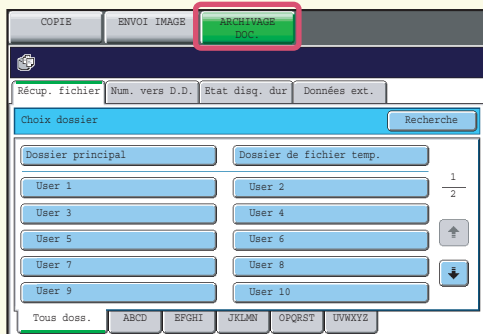 COPIE ENVOI IMAGE ARCHIVAGE
DOC.
Récup. fichier Num. vers D.D. Etat disq. dur Données ext.
Choix dossier Recherche
Dossier principal Dossier de fichier temp.
User 1 User 2
1
2
User 3 User 4
User 5 User 6
User 7 User 8
User 9 User 10
Tous doss. ABCD EFGHI JKLMN OPQRST UVWXYZ